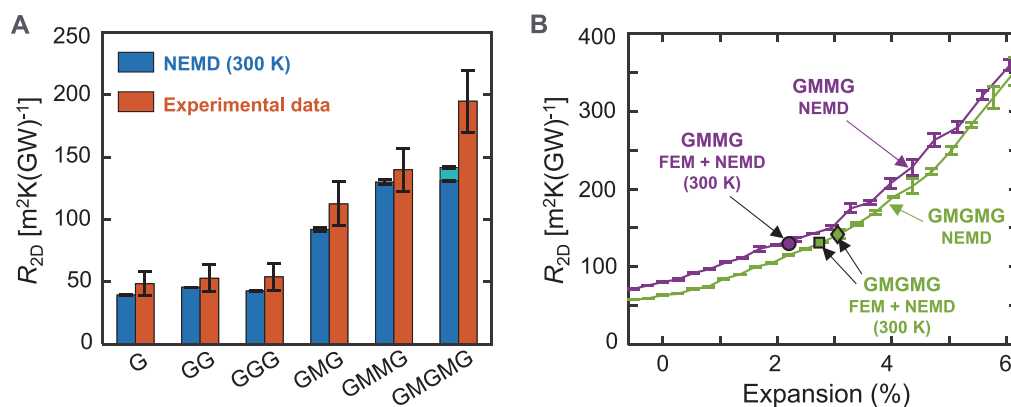 A
R2D [m²K(GW)⁻¹]
250
200
150
100
50
0
NEMD (300 K)
Experimental data
G
GG
GGG
GMG
GMMG
GMGMG
B
R2D [m²K(GW)⁻¹]
400
300
200
100
0
GMMG
NEMD
GMMG
FEM + NEMD
(300 K)
GMGMG
NEMD
GMGMG
FEM + NEMD
(300 K)
0
2
4
6
Expansion (%)